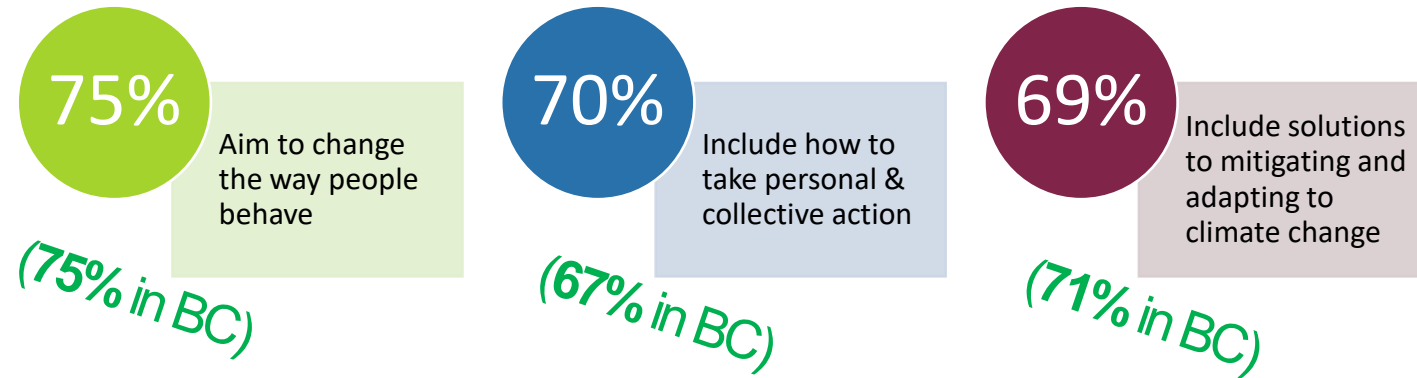 75%
Aim to change
the way people
behave
(75% in BC)
70%
Include how to
take personal &
collective action
(67% in BC)
69%
Include solutions
to mitigating and
adapting to
climate change
(71% in BC)